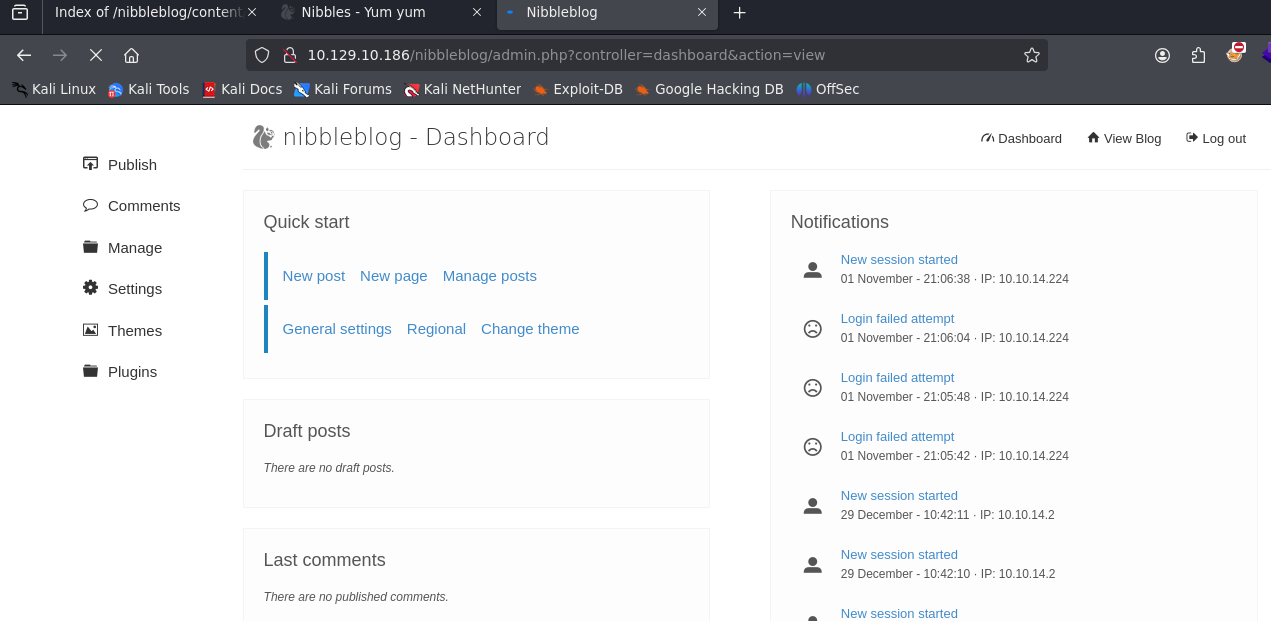 Index of /nibbleblog/content
Nibbles - Yum yum
Nibbleblog
10.129.10.186/nibbleblog/admin.php?controller=dashboard&action=view
Kali Linux
Kali Tools
Kali Docs
Kali Forums
Kali NetHunter
Exploit-DB
Google Hacking DB
OffSec
nibbleblog - Dashboard
Dashboard
View Blog
Log out
Publish
Comments
Manage
Settings
Themes
Plugins
Quick start
New post New page Manage posts
General settings Regional Change theme
Draft posts
There are no draft posts.
Last comments
There are no published comments.
Notifications
New session started
01 November - 21:06:38 · IP: 10.10.14.224
Login failed attempt
01 November - 21:06:04 · IP: 10.10.14.224
Login failed attempt
01 November - 21:05:48 · IP: 10.10.14.224
Login failed attempt
01 November - 21:05:42 · IP: 10.10.14.224
New session started
29 December - 10:42:11 · IP: 10.10.14.2
New session started
29 December - 10:42:10 · IP: 10.10.14.2
New session started